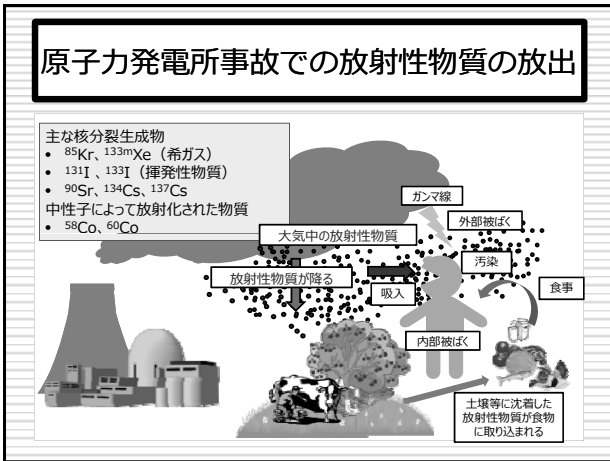 原子力発電所事故での放射性物質の放出
主な核分裂生成物
• ⁸⁵Kr、¹³³ᵐXe（希ガス）
• ¹³¹I 、¹³³I（揮発性物質）
• ⁹⁰Sr、¹³⁴Cs、¹³⁷Cs
中性子によって放射化された物質
• ⁵⁸Co、⁶⁰Co
ガンマ線
外部被ばく
大気中の放射性物質
汚染
放射性物質が降る
吸入
食事
内部被ばく
土壌等に沈着した
放射性物質が食物
に取り込まれる